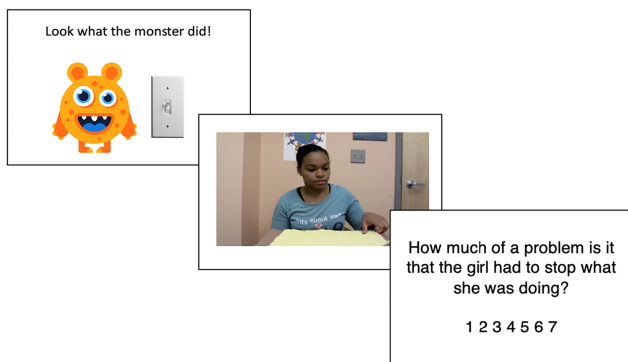 Look what the monster did!
How much of a problem is it
that the girl had to stop what
she was doing?
1 2 3 4 5 6 7